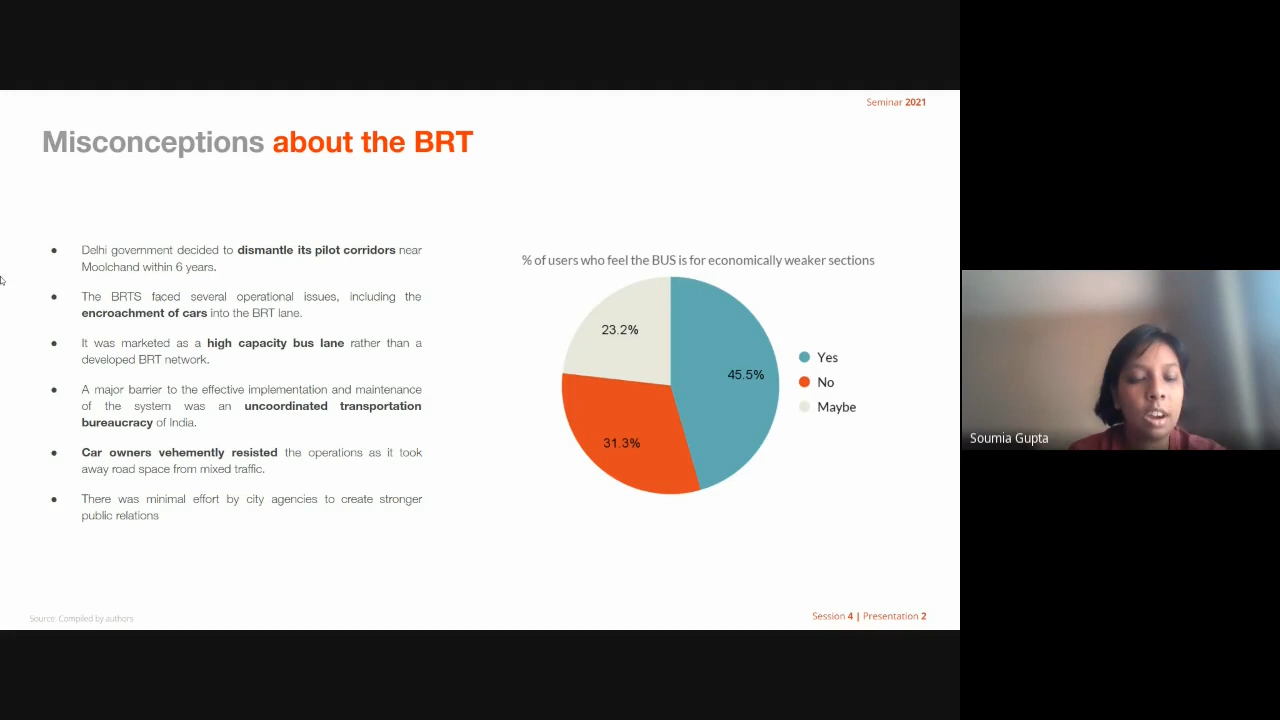 Seminar 2021
Misconceptions about the BRT
● Delhi government decided to dismantle its pilot corridors near
Moolchand within 6 years.
● The BRTS faced several operational issues, including the
encroachment of cars into the BRT lane.
● It was marketed as a high capacity bus lane rather than a
developed BRT network.
● A major barrier to the effective implementation and maintenance
of the system was an uncoordinated transportation
bureaucracy of India.
● Car owners vehemently resisted the operations as it took
away road space from mixed traffic.
● There was minimal effort by city agencies to create stronger
public relations
% of users who feel the BUS is for economically weaker sections
23.2%
45.5%
31.3%
Yes
No
Maybe
Soumia Gupta
Source: Compiled by authors
Session 4 | Presentation 2